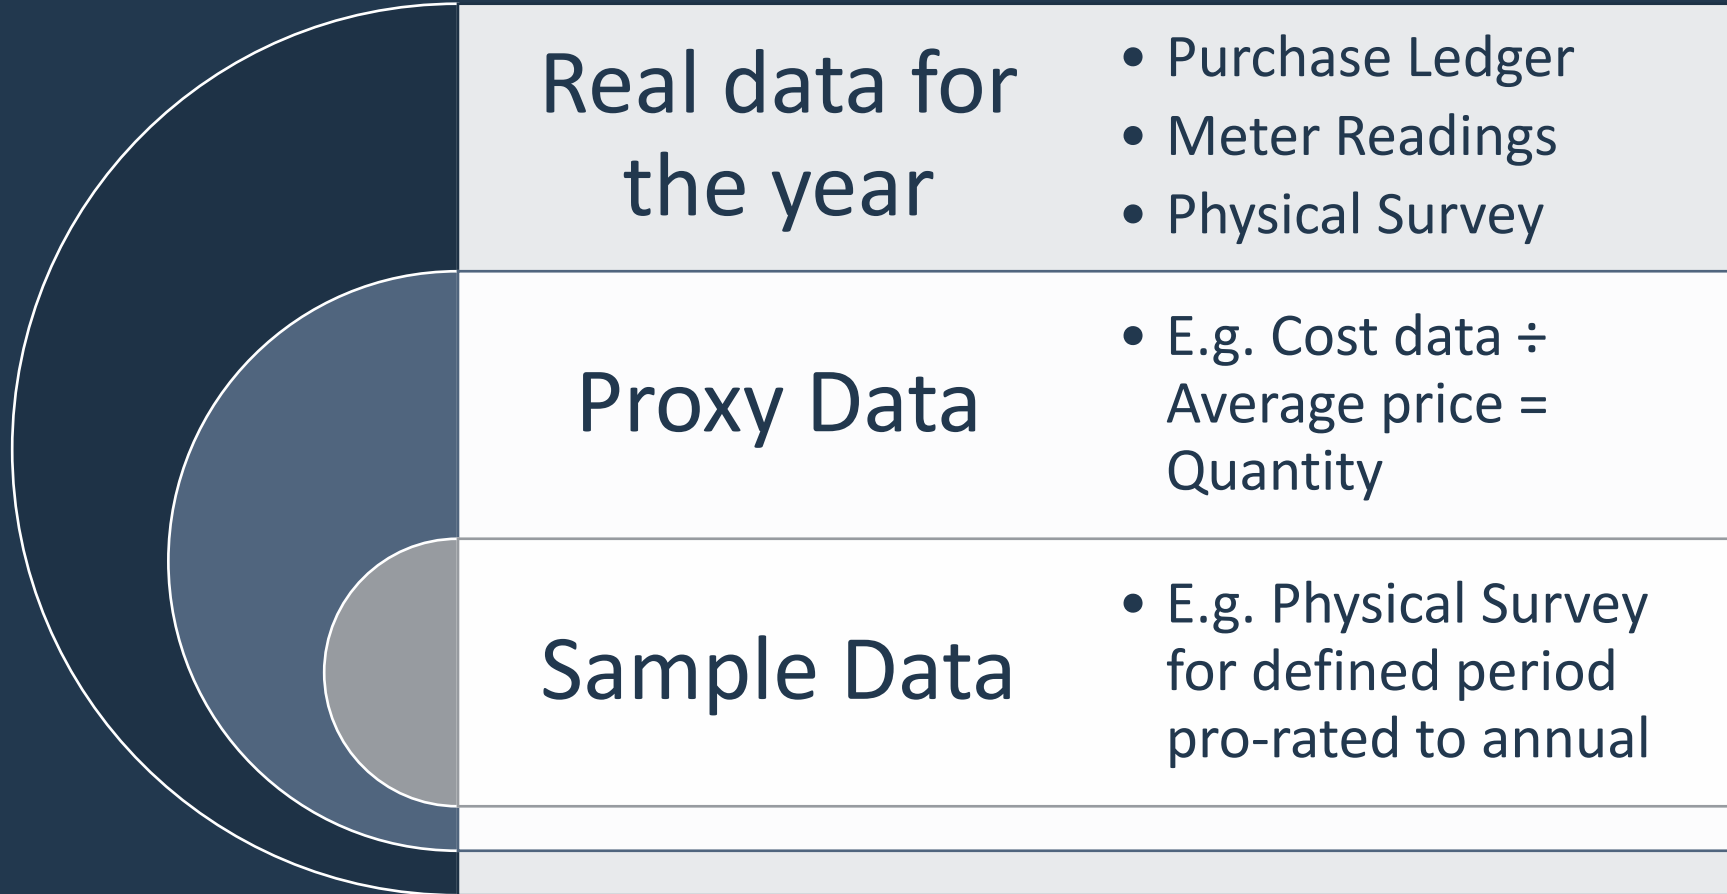 Real data for
the year
• Purchase Ledger
• Meter Readings
• Physical Survey
Proxy Data
• E.g. Cost data ÷
Average price =
Quantity
Sample Data
• E.g. Physical Survey
for defined period
pro-rated to annual